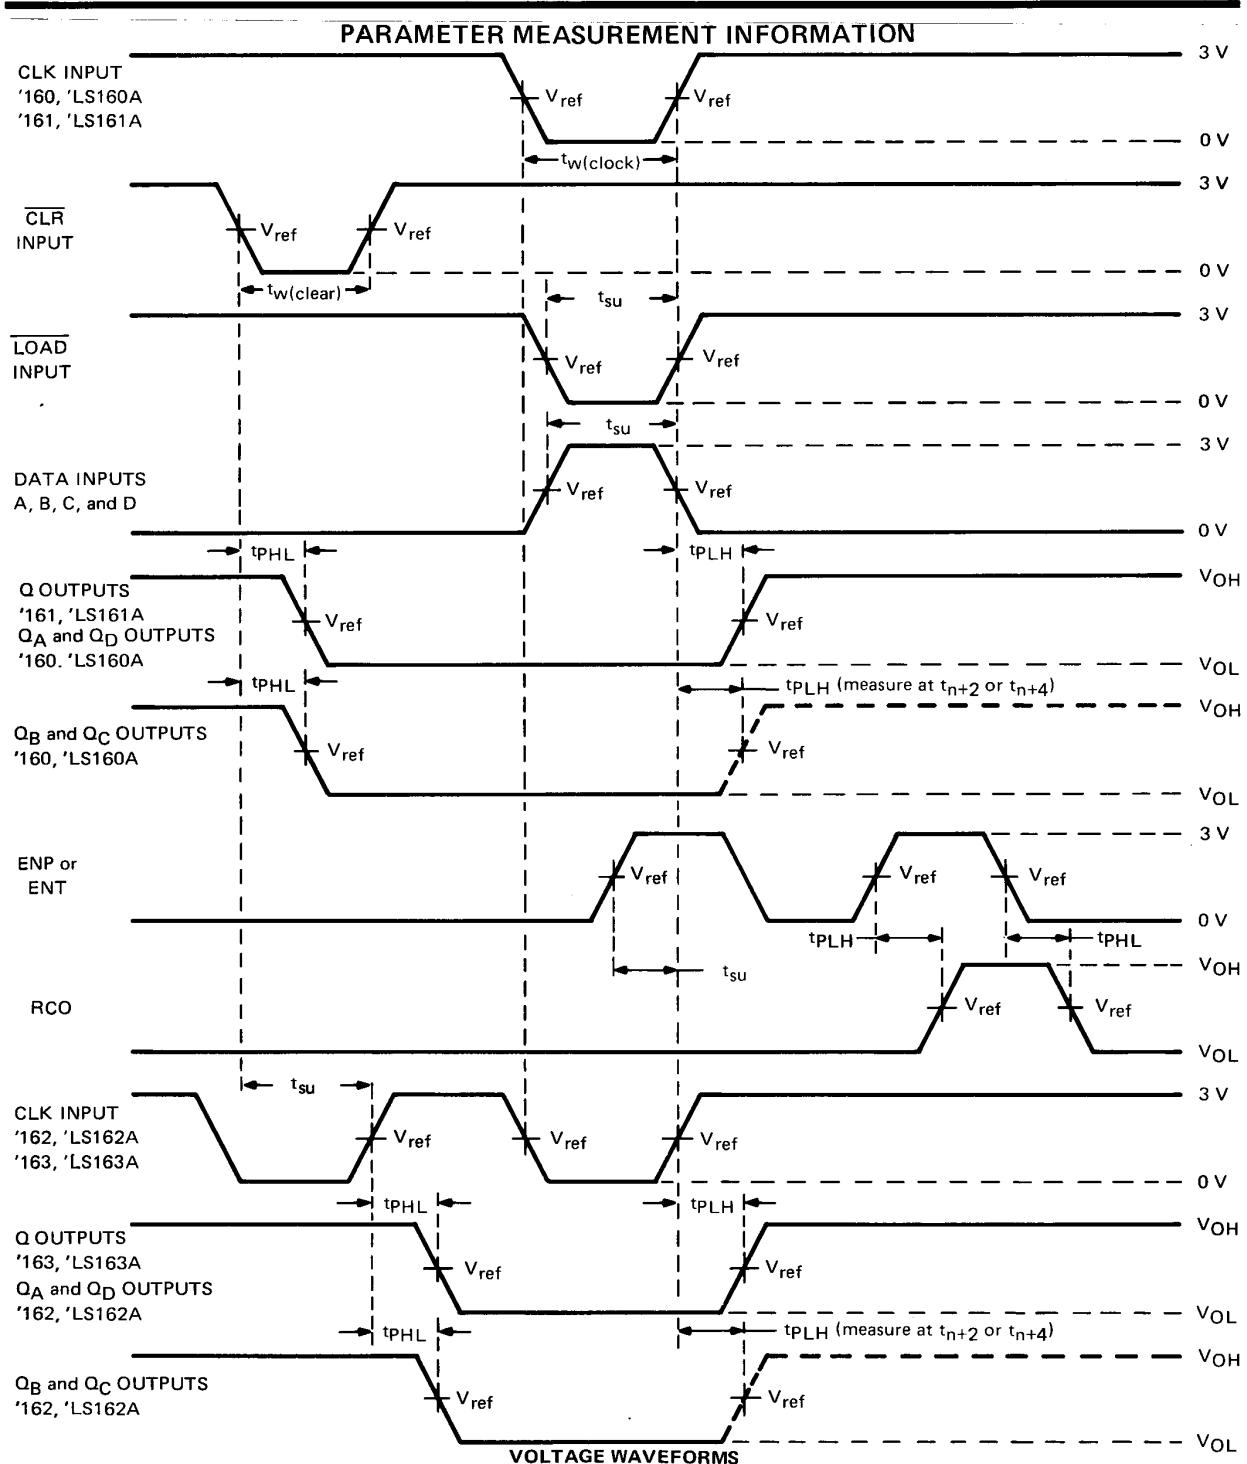 PARAMETER MEASUREMENT INFORMATION
3 V
CLK INPUT
'160, 'LS160A
'161, 'LS161A
Vref
Vref
0 V
tw(clock)
3 V
CLR
INPUT
Vref
Vref
0 V
tw(clear)
tsu
3 V
LOAD
INPUT
Vref
Vref
0 V
tsu
3 V
DATA INPUTS
A, B, C, and D
Vref
Vref
0 V
tPHL
tPLH
VOH
Q OUTPUTS
'161, 'LS161A
QA and QD OUTPUTS
'160. 'LS160A
Vref
Vref
VOL
tPHL
tPLH (measure at tn+2 or tn+4)
VOH
QB and QC OUTPUTS
'160, 'LS160A
Vref
Vref
VOL
3 V
ENP or
ENT
Vref
Vref
Vref
0 V
tPLH
tPHL
tsu
VOH
RCO
Vref
Vref
VOL
tsu
3 V
CLK INPUT
'162, 'LS162A
'163, 'LS163A
Vref
Vref
Vref
0 V
tPHL
tPLH
VOH
Q OUTPUTS
'163, 'LS163A
QA and QD OUTPUTS
'162, 'LS162A
Vref
Vref
VOL
tPHL
tPLH (measure at tn+2 or tn+4)
VOH
QB and QC OUTPUTS
'162, 'LS162A
Vref
Vref
VOL
VOLTAGE WAVEFORMS